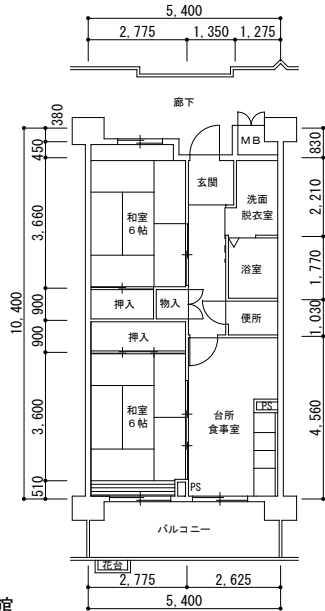 5,400
2,775
1,350
1,275
廊下
380
450
3,660
900
900
3,600
510
10,400
830
2,210
1,770
1,030
4,560
MB
玄関
洗面
脱衣室
和室
6帖
浴室
押入
物入
便所
押入
和室
6帖
台所
食事室
PS
PS
バルコニー
花台
2,775
2,625
5,400